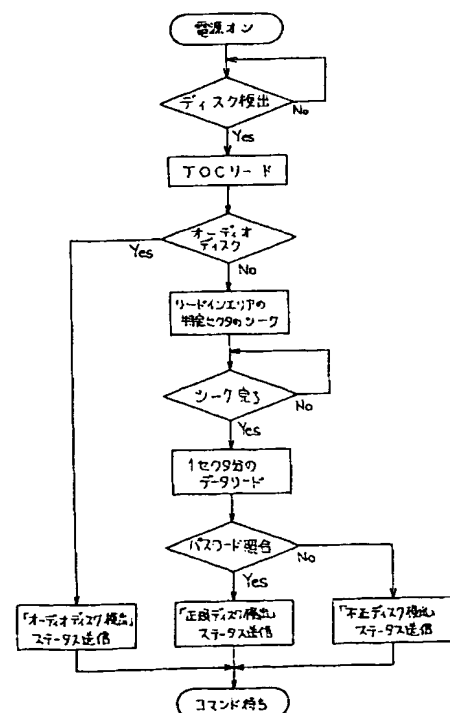 電源オン
ディスク検出
No
Yes
TOCリード
オーディオ
ディスク
Yes
No
リードインエリアの
判定セクタのシーク
シーク完了
No
Yes
1セクタ分の
データリード
パスワード照合
No
Yes
「オーディオディスク検出」
ステータス送信
「正規ディスク検出」
ステータス送信
「不正ディスク検出」
ステータス送信
コマンド待ち